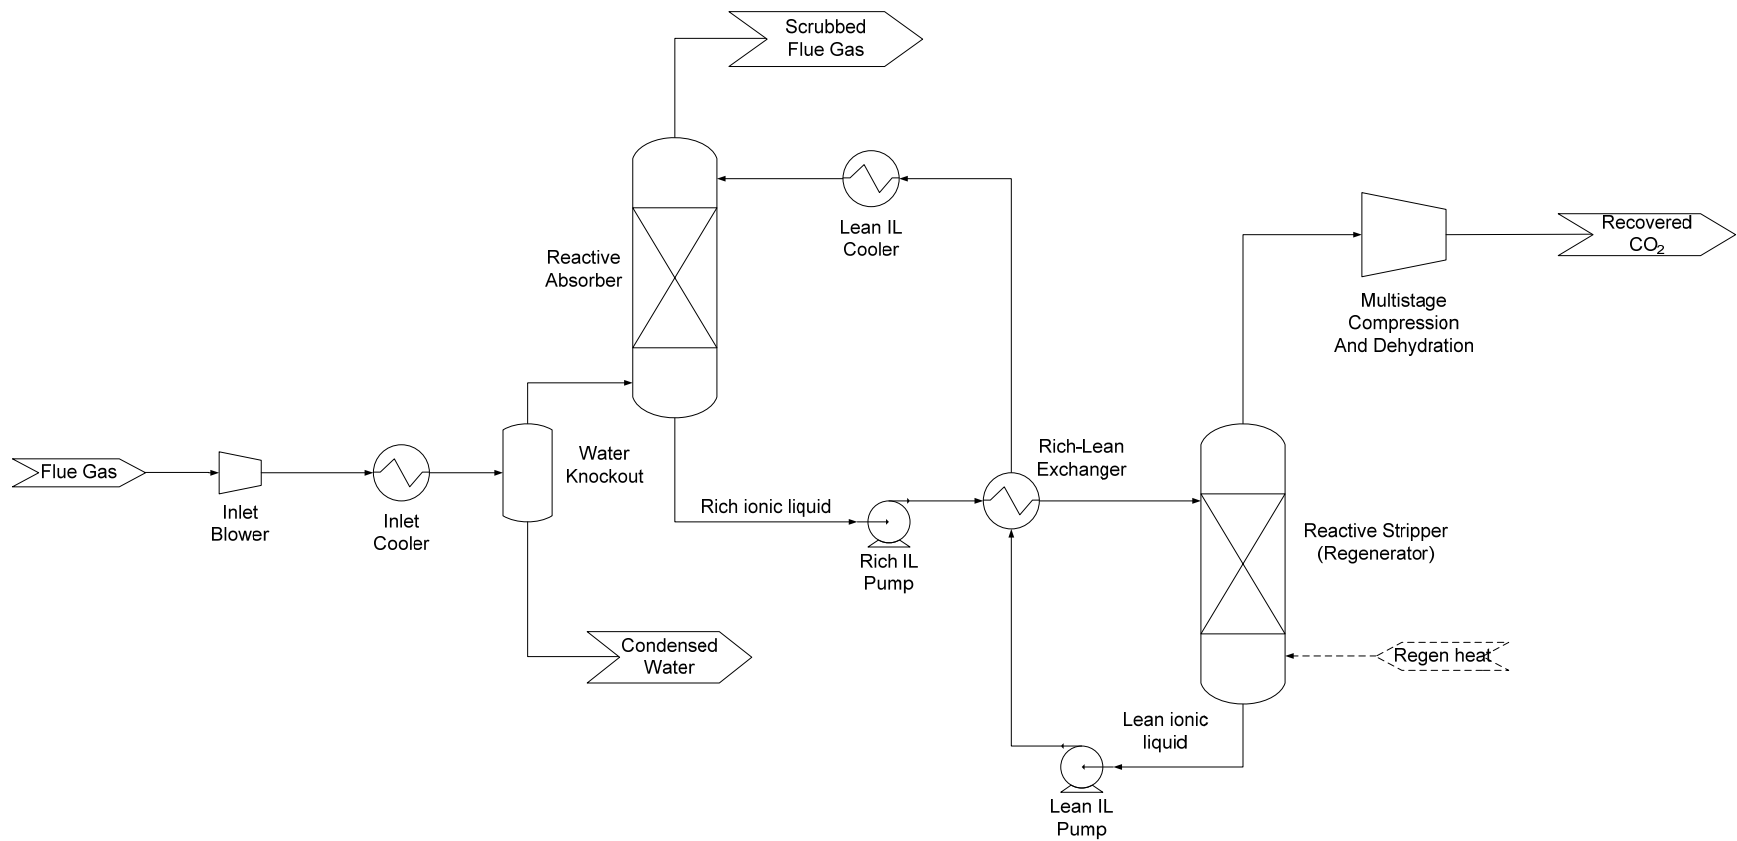 Scrubbed
Flue Gas
Lean IL
Cooler
Recovered
CO₂
Reactive
Absorber
Multistage
Compression
And Dehydration
Flue Gas
Inlet
Blower
Inlet
Cooler
Water
Knockout
Rich-Lean
Exchanger
Rich ionic liquid
Rich IL
Pump
Reactive Stripper
(Regenerator)
Condensed
Water
Regen heat
Lean ionic
liquid
Lean IL
Pump